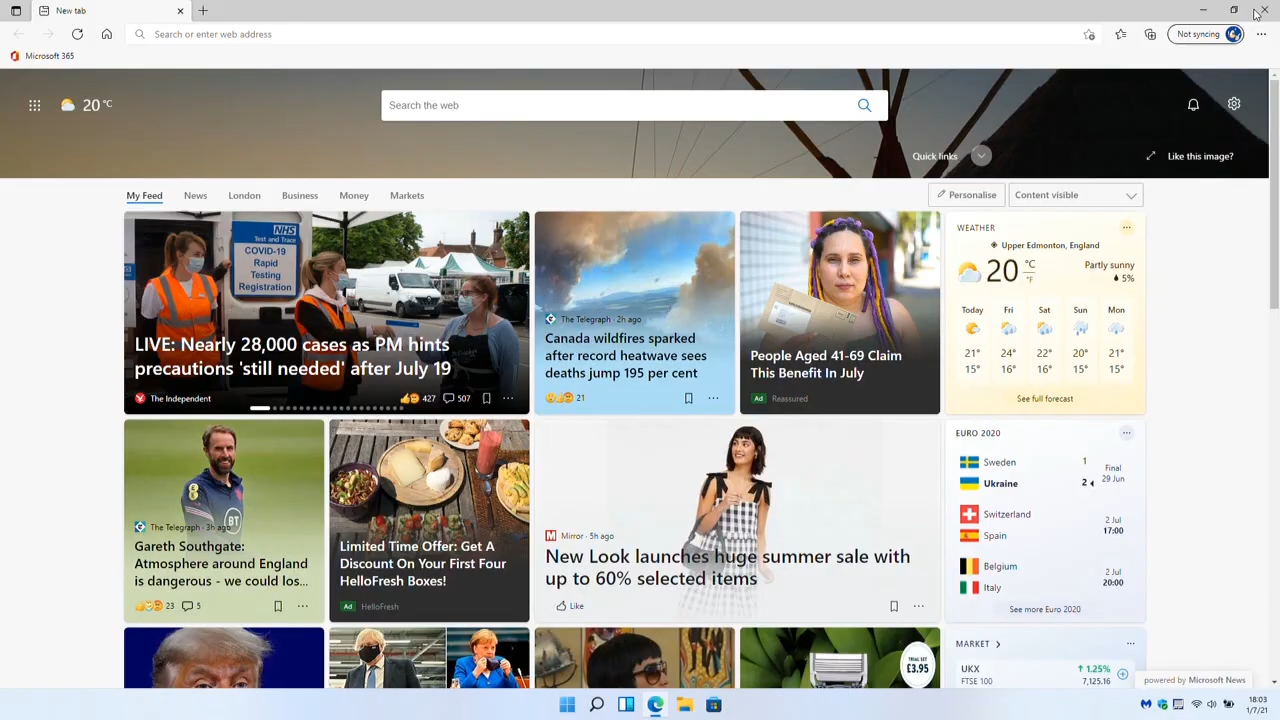 New tab
Search or enter web address
Not syncing
Microsoft 365
20 °C
Search the web
Quick links
Like this image?
My Feed
News
London
Business
Money
Markets
Personalise
Content visible
NHS
Test and Trace
COVID-19
Rapid
Testing
Registration
LIVE: Nearly 28,000 cases as PM hints
precautions 'still needed' after July 19
The Independent
427
507
The Telegraph · 2h ago
Canada wildfires sparked
after record heatwave sees
deaths jump 195 per cent
21
People Aged 41-69 Claim
This Benefit In July
Ad Reassured
WEATHER
Upper Edmonton, England
20 °C
°F
Partly sunny
5%
Today Fri Sat Sun Mon
21° 24° 22° 20° 21°
15° 16° 16° 15° 15°
See full forecast
BT
The Telegraph · 3h ago
Gareth Southgate:
Atmosphere around England
is dangerous - we could los...
23
5
Limited Time Offer: Get A
Discount On Your First Four
HelloFresh Boxes!
Ad HelloFresh
Mirror · 5h ago
New Look launches huge summer sale with
up to 60% selected items
Like
EURO 2020
Sweden 1
Ukraine 2
Final
29 Jun
Switzerland
Spain
2 Jul
17:00
Belgium
Italy
2 Jul
20:00
See more Euro 2020
TRIAL SET
£3.95
MARKET
UKX
FTSE 100
1.25%
7,125.16
powered by Microsoft News
18:03
1/7/21